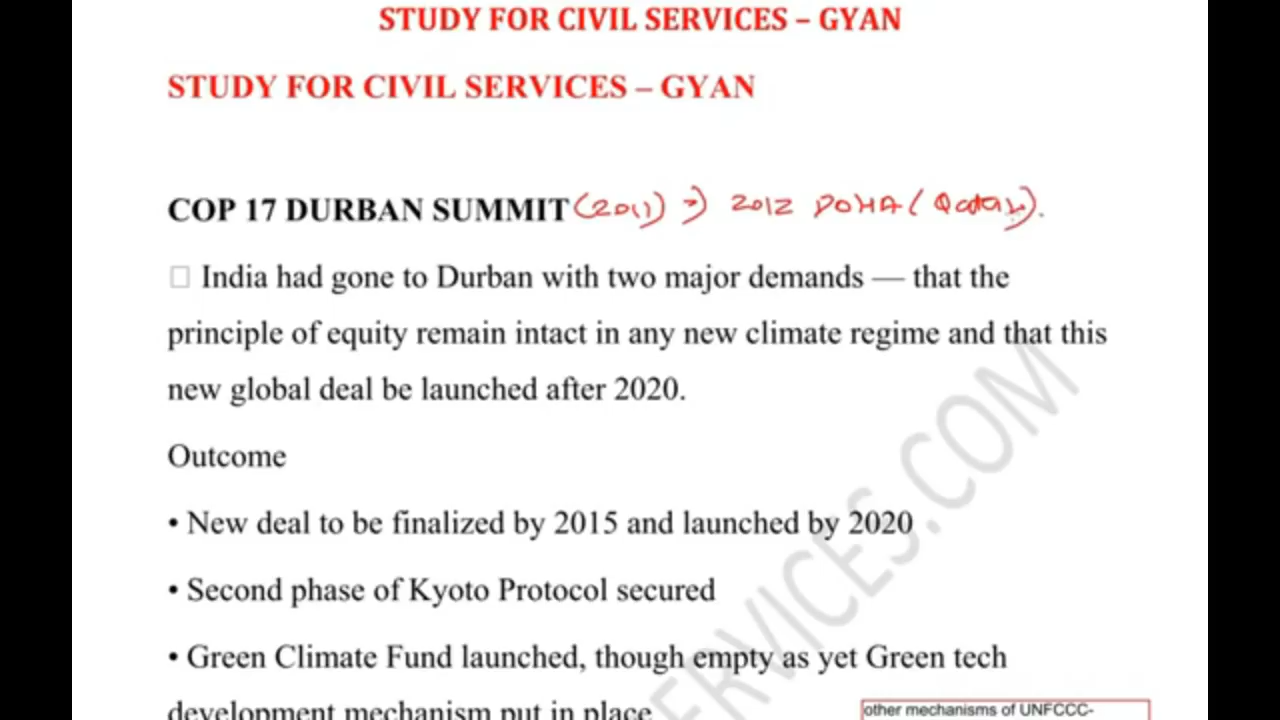 STUDY FOR CIVIL SERVICES – GYAN
STUDY FOR CIVIL SERVICES – GYAN
COP 17 DURBAN SUMMIT (2011) → 2012 DOHA (Qatar).
□ India had gone to Durban with two major demands — that the
principle of equity remain intact in any new climate regime and that this
new global deal be launched after 2020.
Outcome
• New deal to be finalized by 2015 and launched by 2020
• Second phase of Kyoto Protocol secured
• Green Climate Fund launched, though empty as yet Green tech
development mechanism put in place
other mechanisms of UNFCCC-
ERVICES.COM